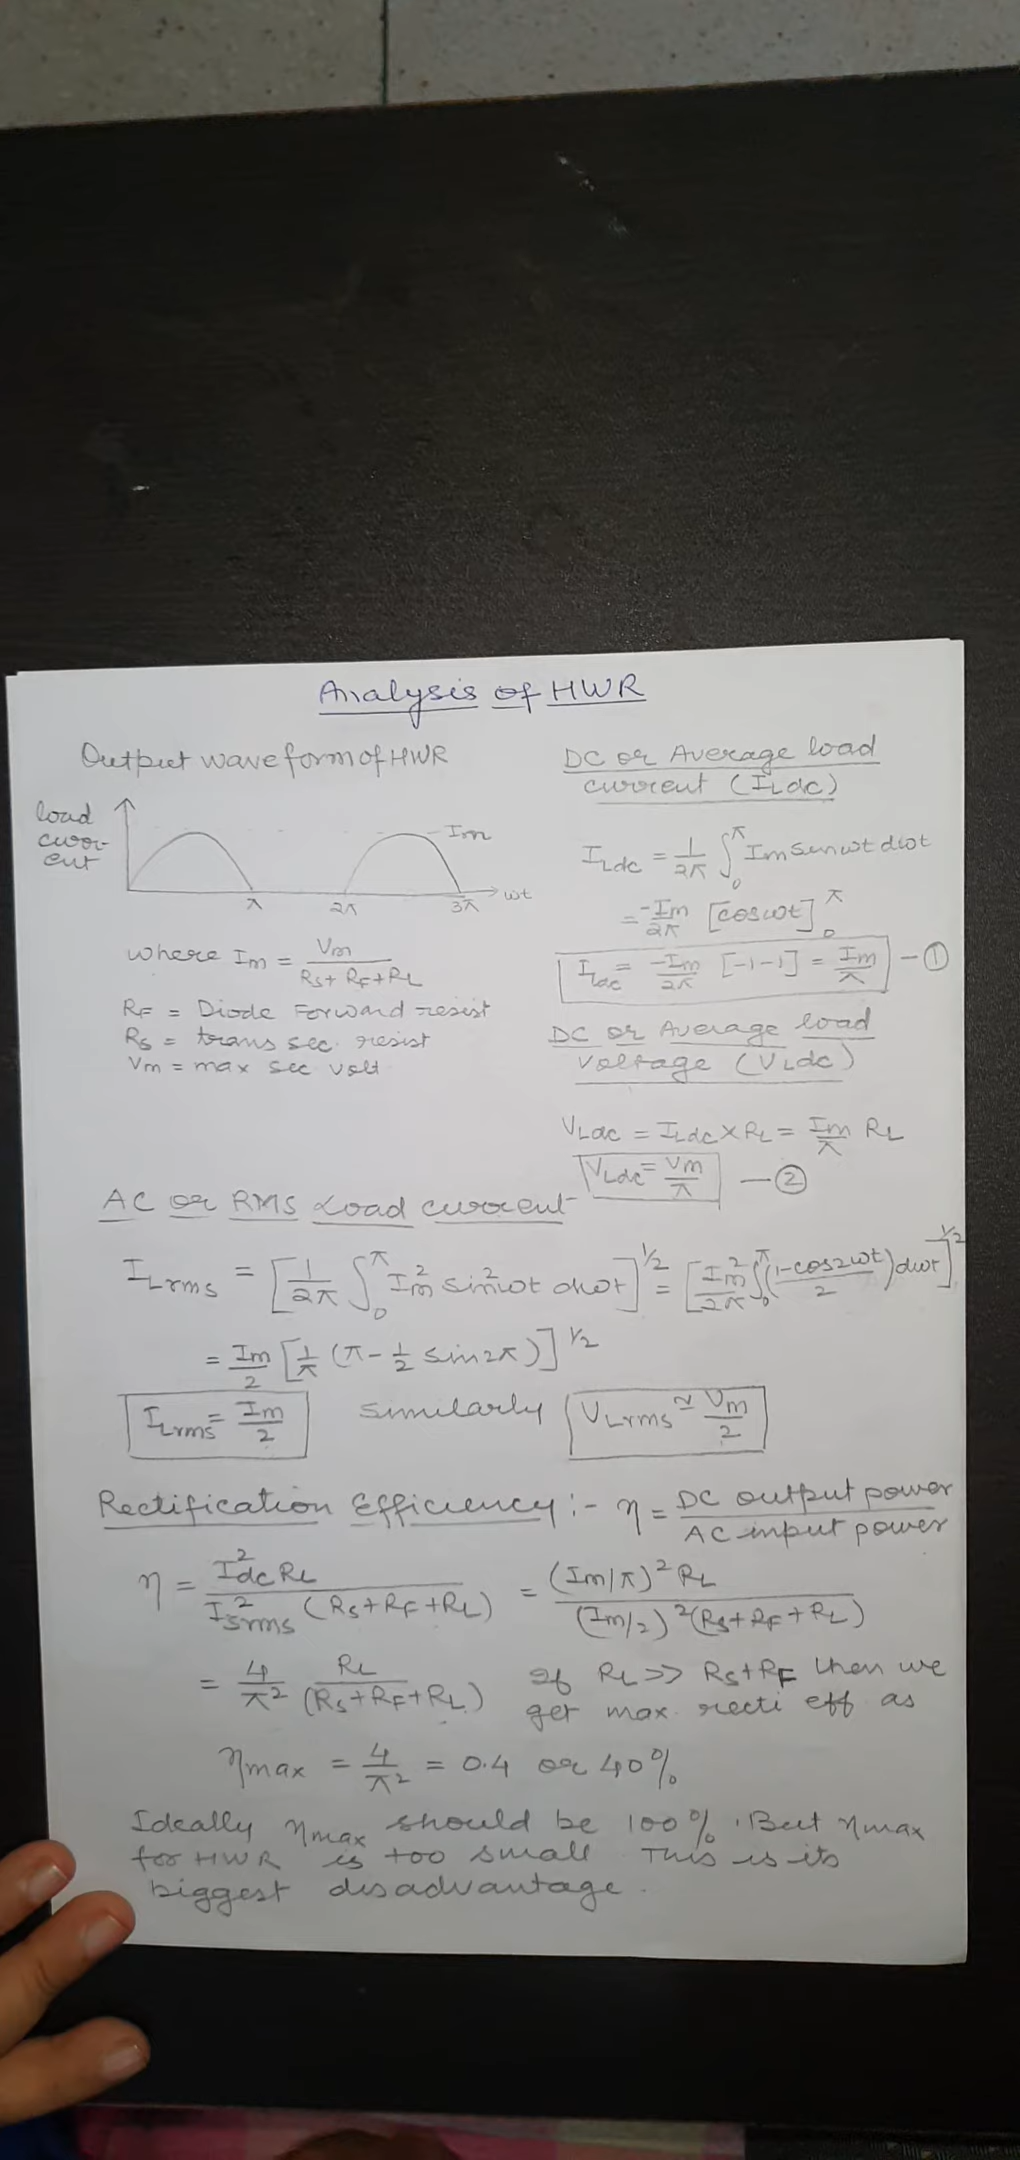 Analysis of HWR
Output waveform of HWR
load
curr-
ent
Im
π 2π 3π ωt
where Im = Vm / (Rs + RF + RL)
RF = Diode Forward resist
Rs = trans sec. resist
Vm = max sec volt
DC or Average load
current (ILdc)
ILdc = 1/2π ∫₀^π Im sinωt dωt
= -Im/2π [cosωt]₀^π
Idc = -Im/2π [-1-1] = Im/π - ①
DC or Average load
voltage (VLdc)
VLdc = ILdc × RL = Im/π RL
VLdc = Vm/π — ②
AC or RMS Load current
ILrms = [1/2π ∫₀^π Im² sin²ωt dωt]^1/2 = [Im²/2π ∫₀^π (1-cos2ωt / 2) dωt]^1/2
= Im/2 [1/π (π - 1/2 sin2π)]^1/2
ILrms = Im/2 similarly VLrms ≃ Vm/2
Rectification Efficiency :- η = DC output power / AC input power
η = Idc² RL / Isrms² (Rs + RF + RL) = (Im/π)² RL / (Im/2)² (Rs + RF + RL)
= 4/π² RL / (Rs + RF + RL) If RL >> Rs + RF then we
get max. recti eff as
ηmax = 4/π² = 0.4 or 40%
Ideally ηmax should be 100%. But ηmax
for HWR is too small This is its
biggest disadvantage.